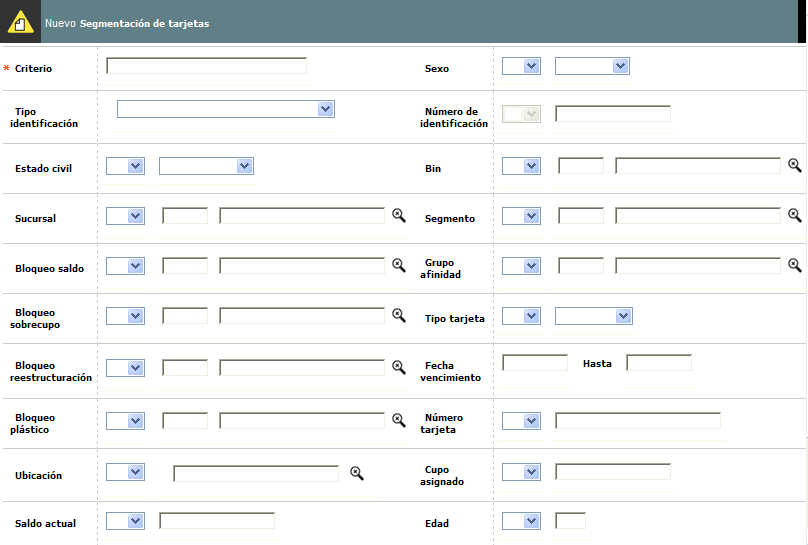 Nuevo Segmentación de tarjetas
* Criterio
Sexo
Tipo
identificación
Número de
identificación
Estado civil
Bin
Sucursal
Segmento
Bloqueo saldo
Grupo
afinidad
Bloqueo
sobrecupo
Tipo tarjeta
Bloqueo
reestructuración
Fecha
vencimiento
Hasta
Bloqueo
plástico
Número
tarjeta
Ubicación
Cupo
asignado
Saldo actual
Edad